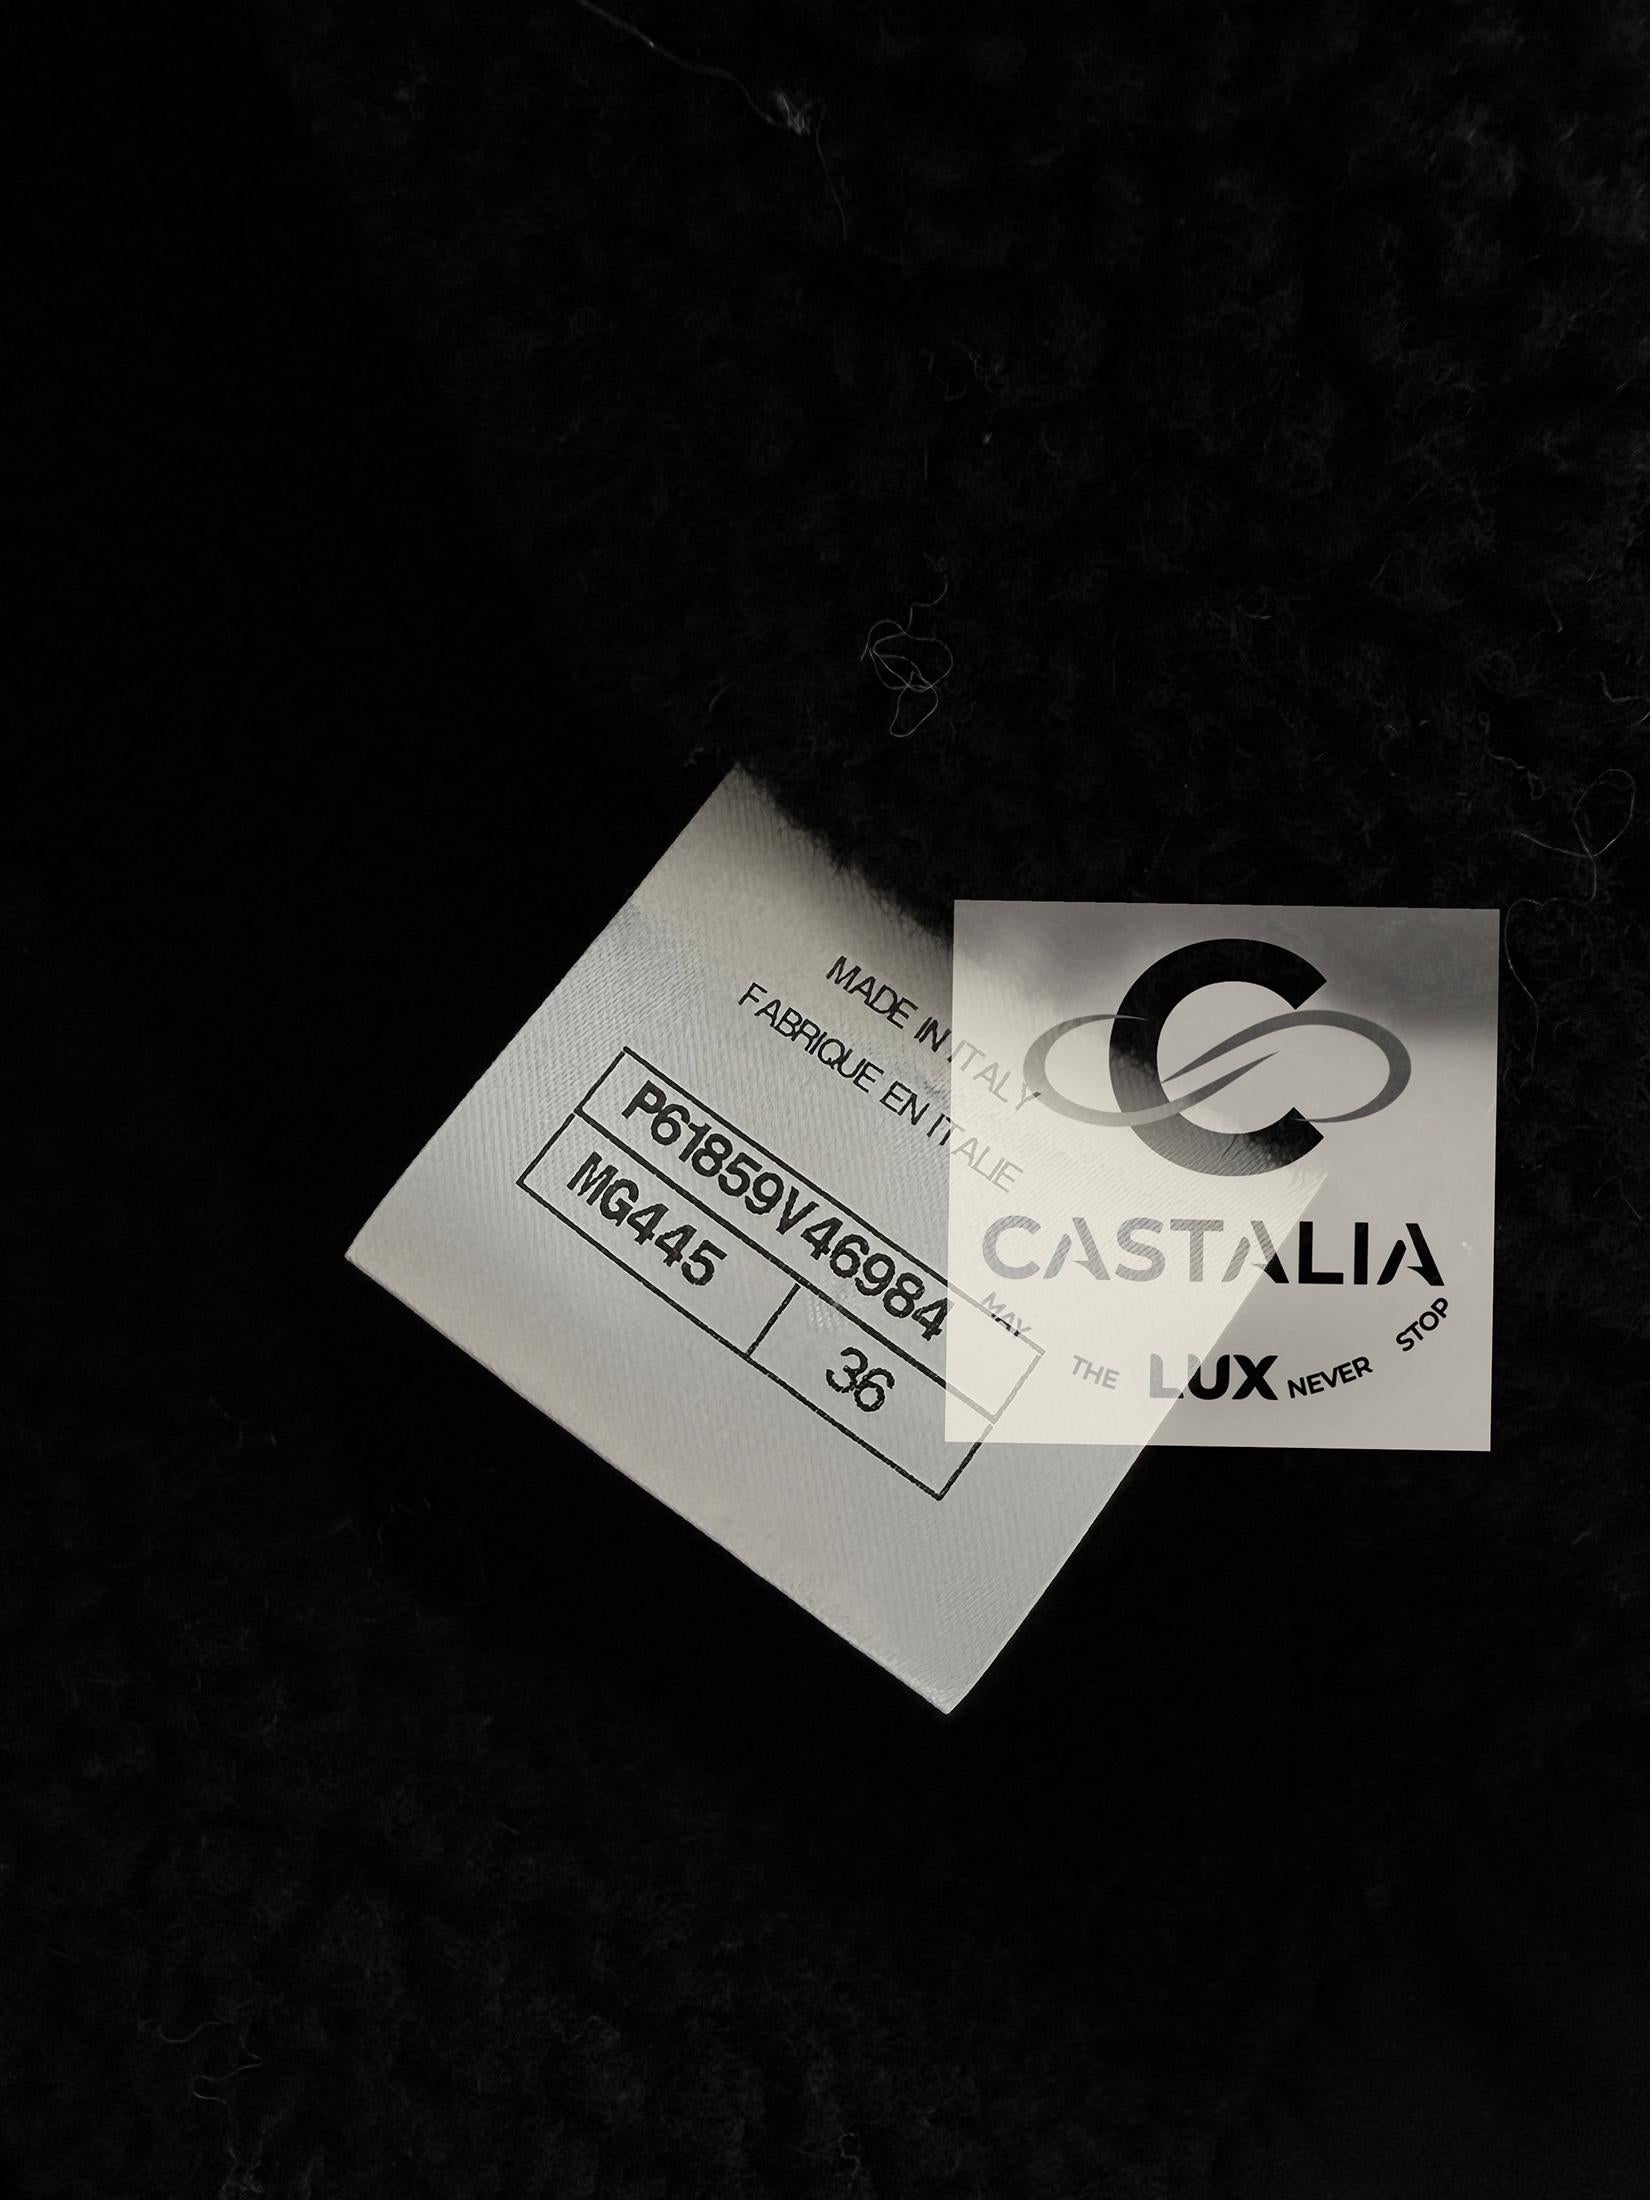 MADE IN ITALY
FABRIQUE EN ITALIE
P61859V46984
MG445
36
C
CASTALIA
MAY THE LUX NEVER STOP